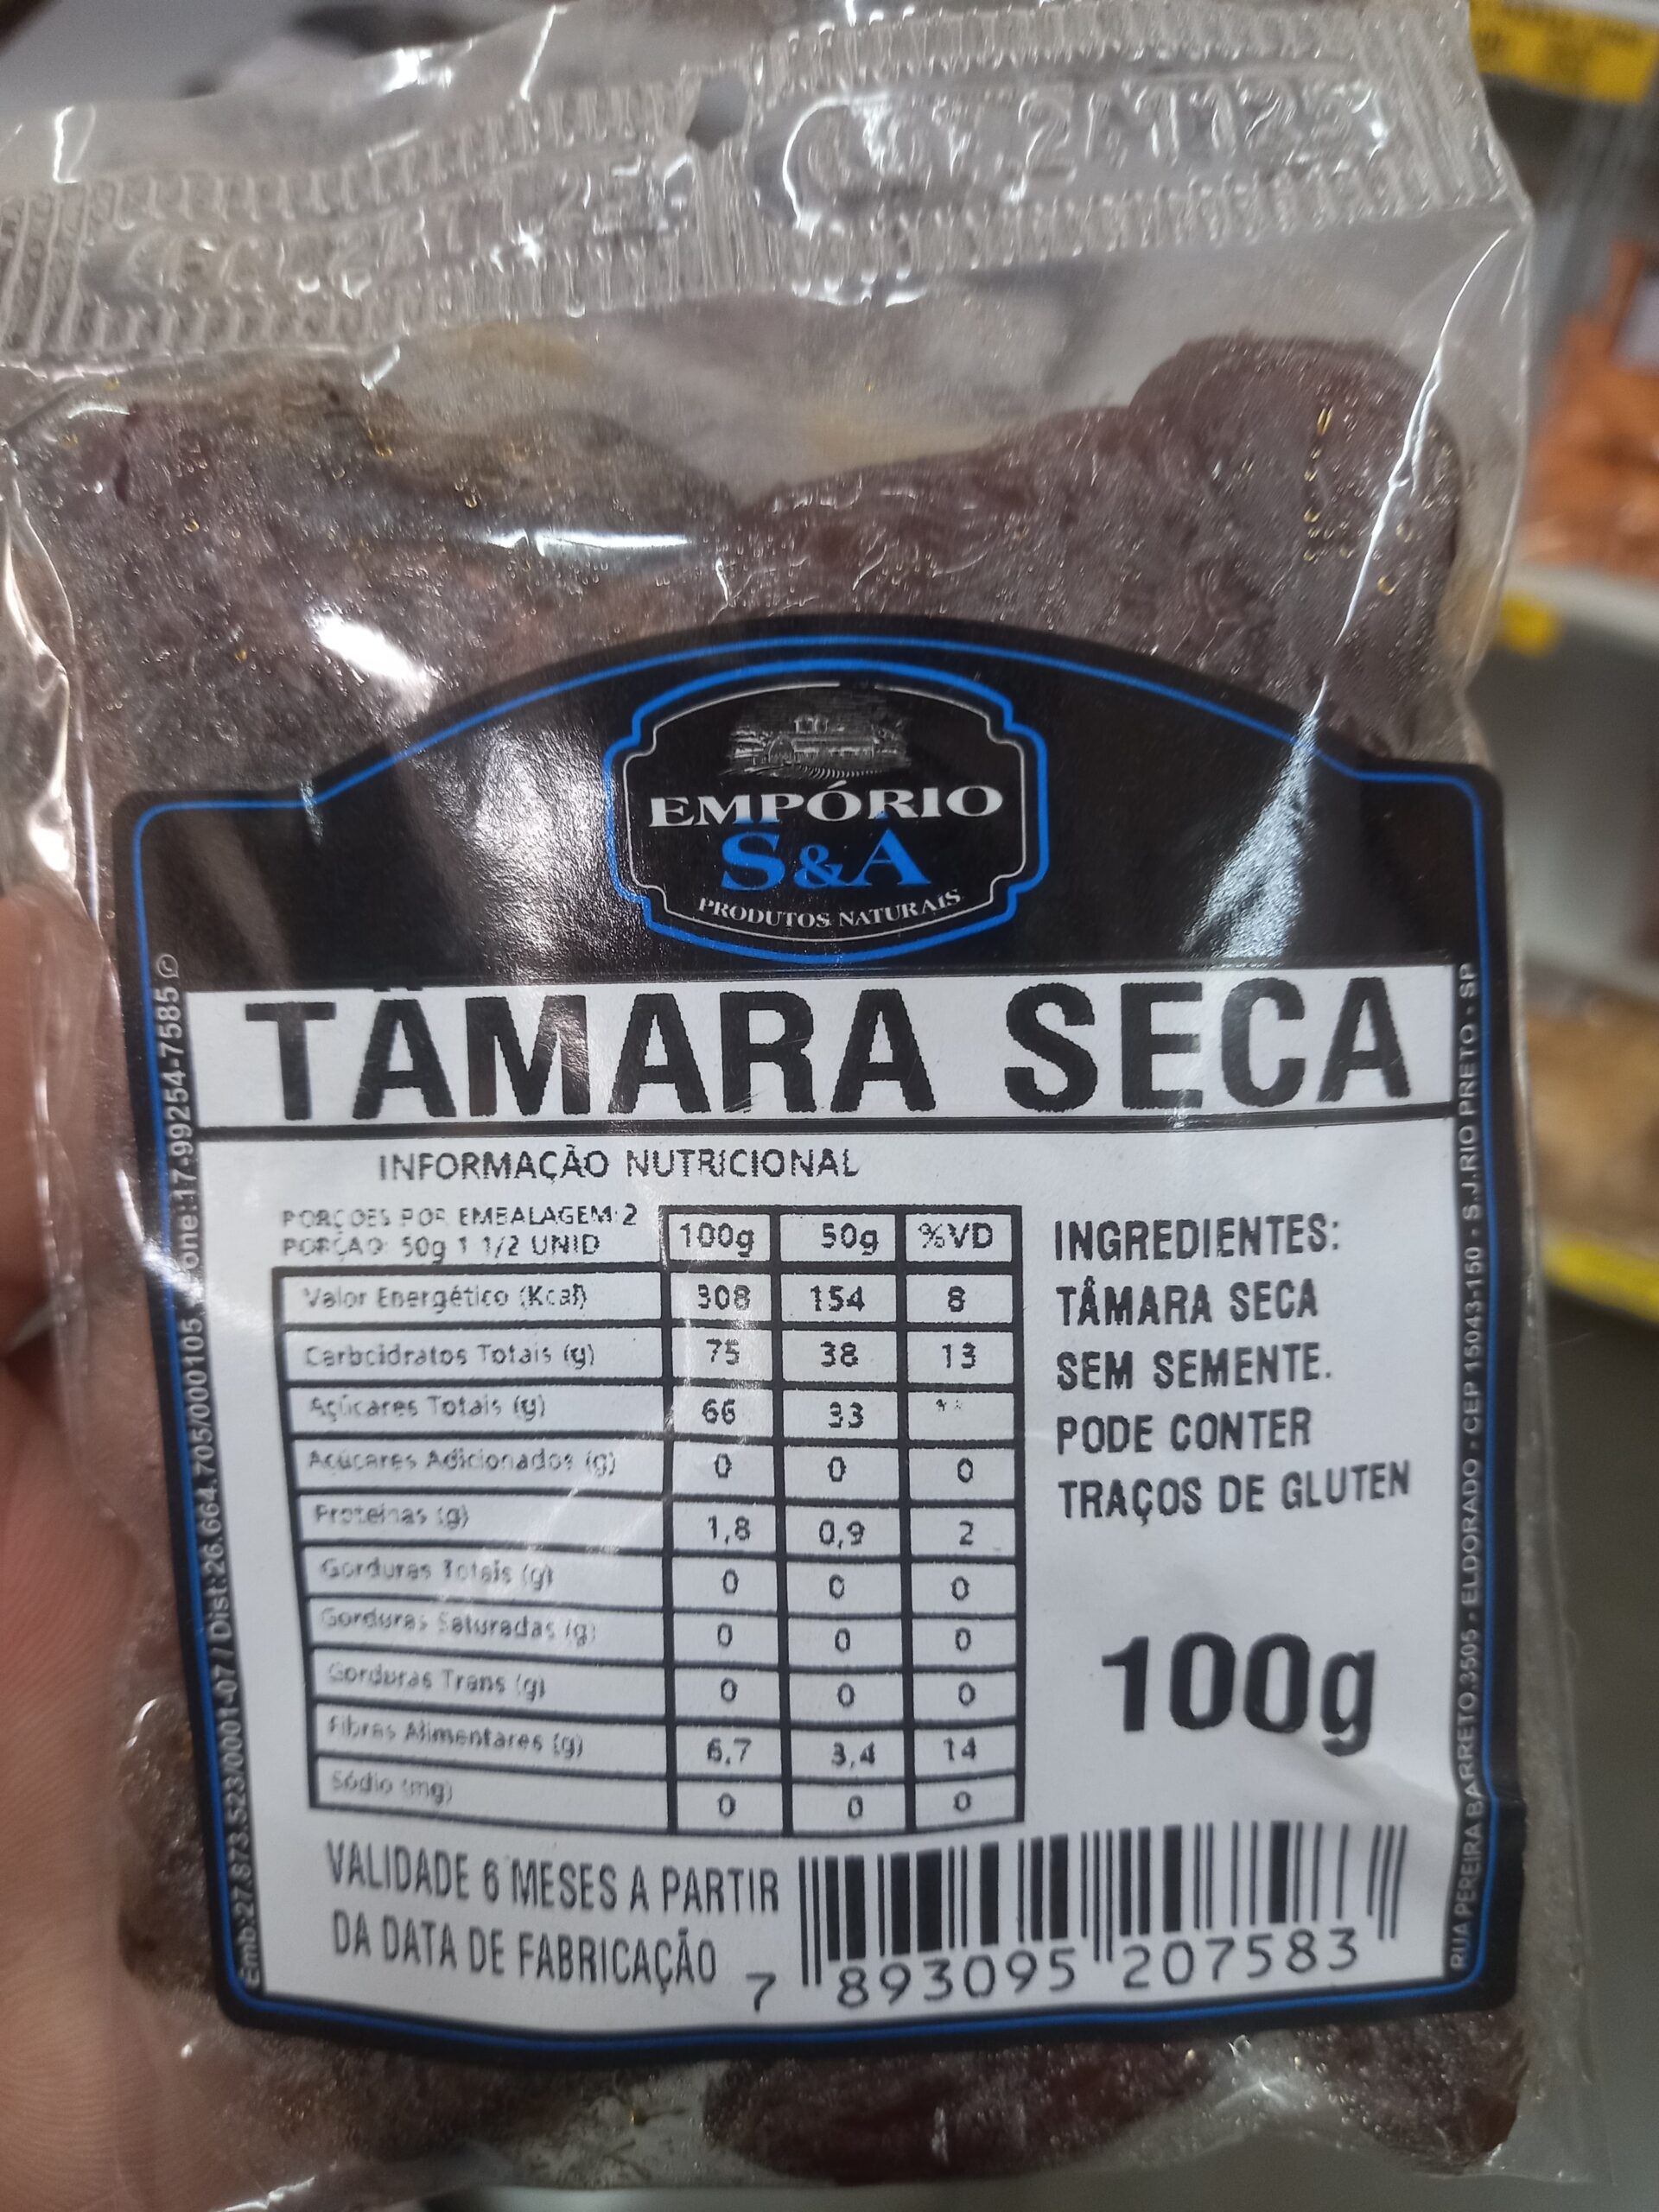 EMPÓRIO
S&A
PRODUTOS NATURAIS
TÂMARA SECA
INFORMAÇÃO NUTRICIONAL
PORÇOES POR EMBALAGEM: 2
PORÇAO: 50g 1 1/2 UNID
100g 50g %VD
Valor Energético (Kcal) 308 154 8
Carboidratos Totais (g) 75 38 13
Açúcares Totais (g) 66 33 **
Acúcares Adicionados (g) 0 0 0
Proteinas (g) 1,8 0,9 2
Gorduras Totais (g) 0 0 0
Gorduras Saturadas (g) 0 0 0
Gorduras Trans (g) 0 0 0
Fibras Alimentares (g) 6,7 3,4 14
Sódio (mg) 0 0 0
INGREDIENTES:
TÂMARA SECA
SEM SEMENTE.
PODE CONTER
TRAÇOS DE GLUTEN
100g
VALIDADE 6 MESES A PARTIR
DA DATA DE FABRICAÇÃO
7 893095 207583
Emb:27.873.523/0001-07 / Dist:26.664.705/000105 one:17-99254-7585
RUA PEREIRA BARRETO,3505 - ELDORADO - CEP 15043-150 - S.J.RIO PRETO - SP